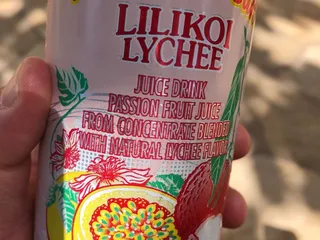 LILIKOI
LYCHEE
JUICE DRINK
PASSION FRUIT JUICE
FROM CONCENTRATE BLENDED
WITH NATURAL LYCHEE FLAVOR